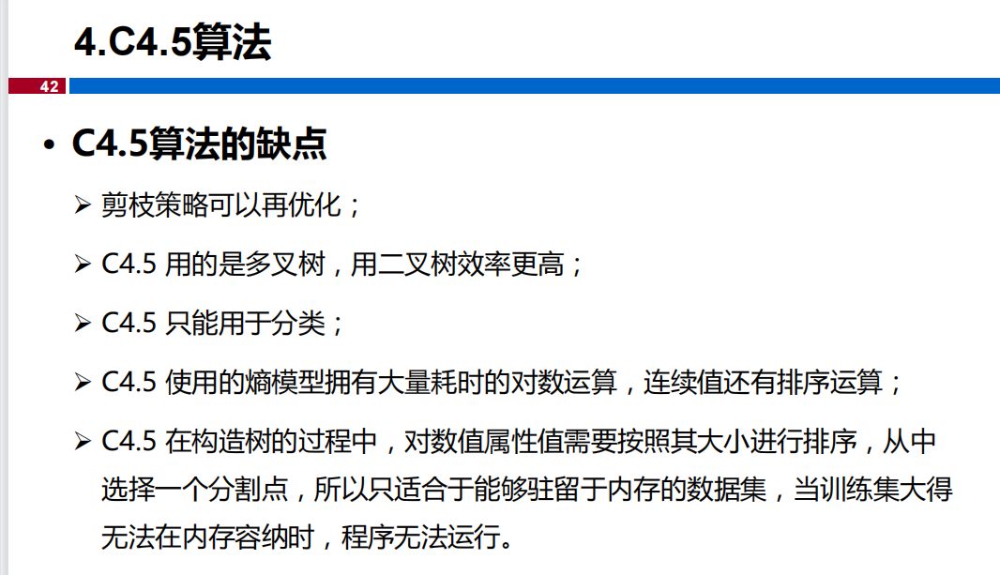 4.C4.5算法
42
• C4.5算法的缺点
➢ 剪枝策略可以再优化；
➢ C4.5 用的是多叉树，用二叉树效率更高；
➢ C4.5 只能用于分类；
➢ C4.5 使用的熵模型拥有大量耗时的对数运算，连续值还有排序运算；
➢ C4.5 在构造树的过程中，对数值属性值需要按照其大小进行排序，从中
选择一个分割点，所以只适合于能够驻留于内存的数据集，当训练集大得
无法在内存容纳时，程序无法运行。